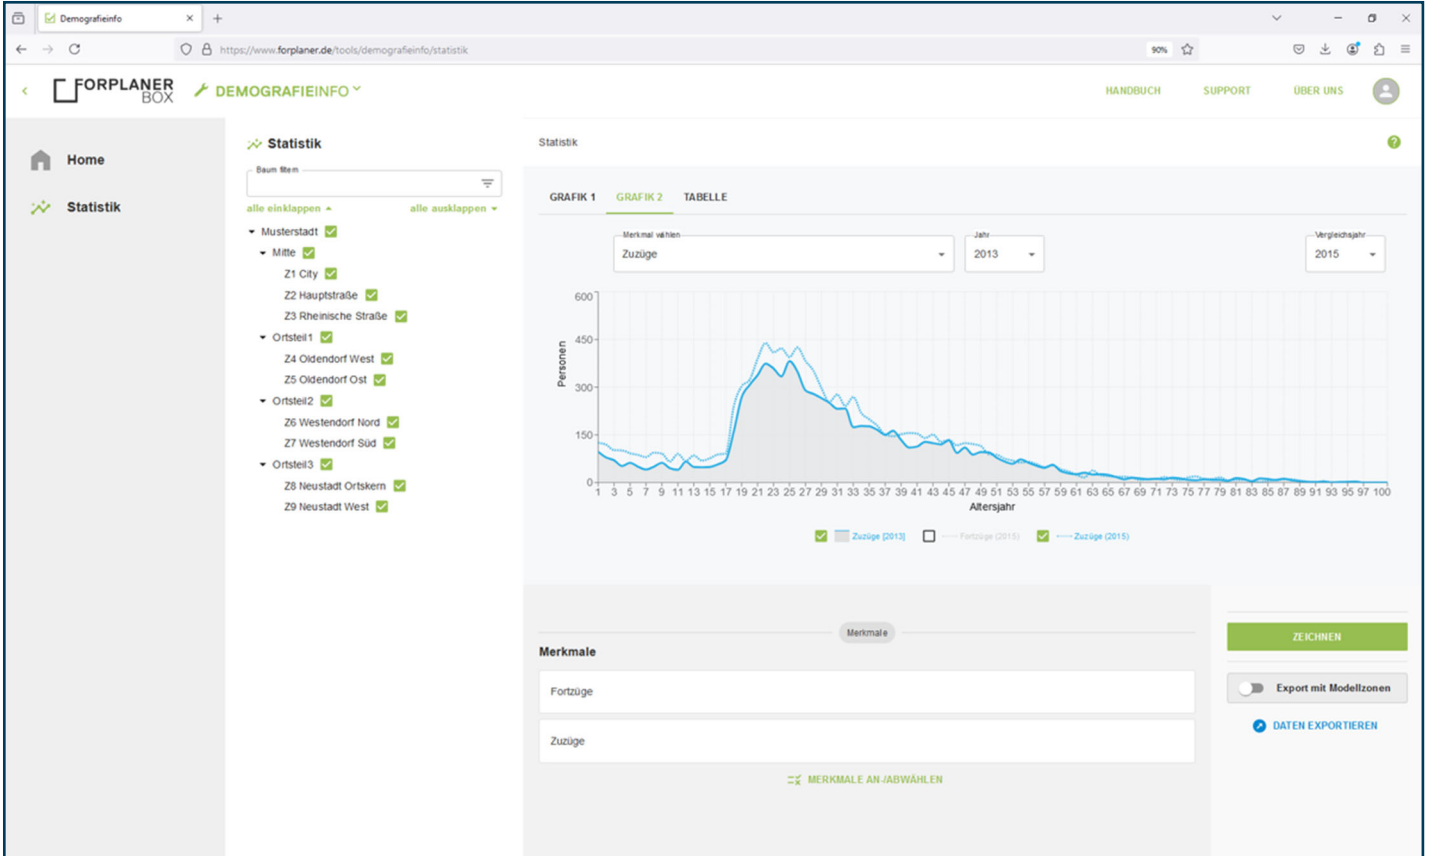 Demografieinfo
https://www.forplaner.de/tools/demografieinfo/statistik
90%
FORPLANER
BOX
DEMOGRAFIEINFO
HANDBUCH
SUPPORT
ÜBER UNS
Home
Statistik
Statistik
Baum filtern
alle einklappen
alle ausklappen
Musterstadt
Mitte
Z1 City
Z2 Hauptstraße
Z3 Rheinische Straße
Ortsteil1
Z4 Oldendorf West
Z5 Oldendorf Ost
Ortsteil2
Z6 Westendorf Nord
Z7 Westendorf Süd
Ortsteil3
Z8 Neustadt Ortskern
Z9 Neustadt West
Statistik
GRAFIK 1
GRAFIK 2
TABELLE
Merkmal wählen
Zuzüge
Jahr
2013
Vergleichsjahr
2015
Personen
600
450
300
150
0
1 3 5 7 9 11 13 15 17 19 21 23 25 27 29 31 33 35 37 39 41 43 45 47 49 51 53 55 57 59 61 63 65 67 69 71 73 75 77 79 81 83 85 87 89 91 93 95 97 100
Altersjahr
Zuzüge [2013]
Fortzüge (2015)
Zuzüge (2015)
Merkmale
Merkmale
Fortzüge
Zuzüge
MERKMALE AN-/ABWÄHLEN
ZEICHNEN
Export mit Modellzonen
DATEN EXPORTIEREN